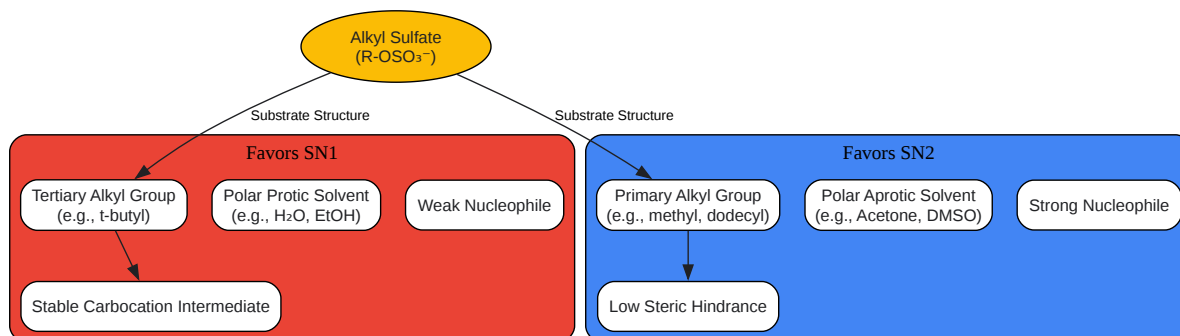 Alkyl Sulfate
(R-OSO₃⁻)
Substrate Structure
Substrate Structure
Favors SN1
Tertiary Alkyl Group
(e.g., t-butyl)
Polar Protic Solvent
(e.g., H₂O, EtOH)
Weak Nucleophile
Stable Carbocation Intermediate
Favors SN2
Primary Alkyl Group
(e.g., methyl, dodecyl)
Polar Aprotic Solvent
(e.g., Acetone, DMSO)
Strong Nucleophile
Low Steric Hindrance